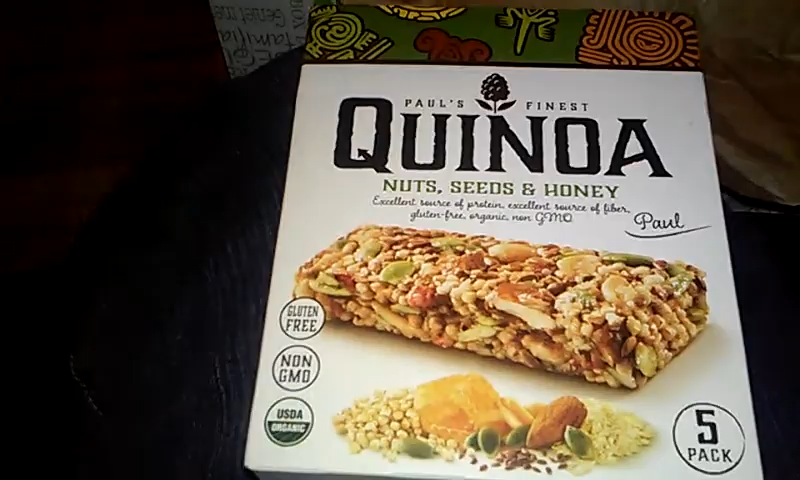 PAUL'S FINEST
QUINOA
NUTS, SEEDS & HONEY
Excellent source of protein, excellent source of fiber,
gluten-free, organic, non GMO.
Paul
GLUTEN
FREE
NON
GMO
USDA
ORGANIC
5
PACK